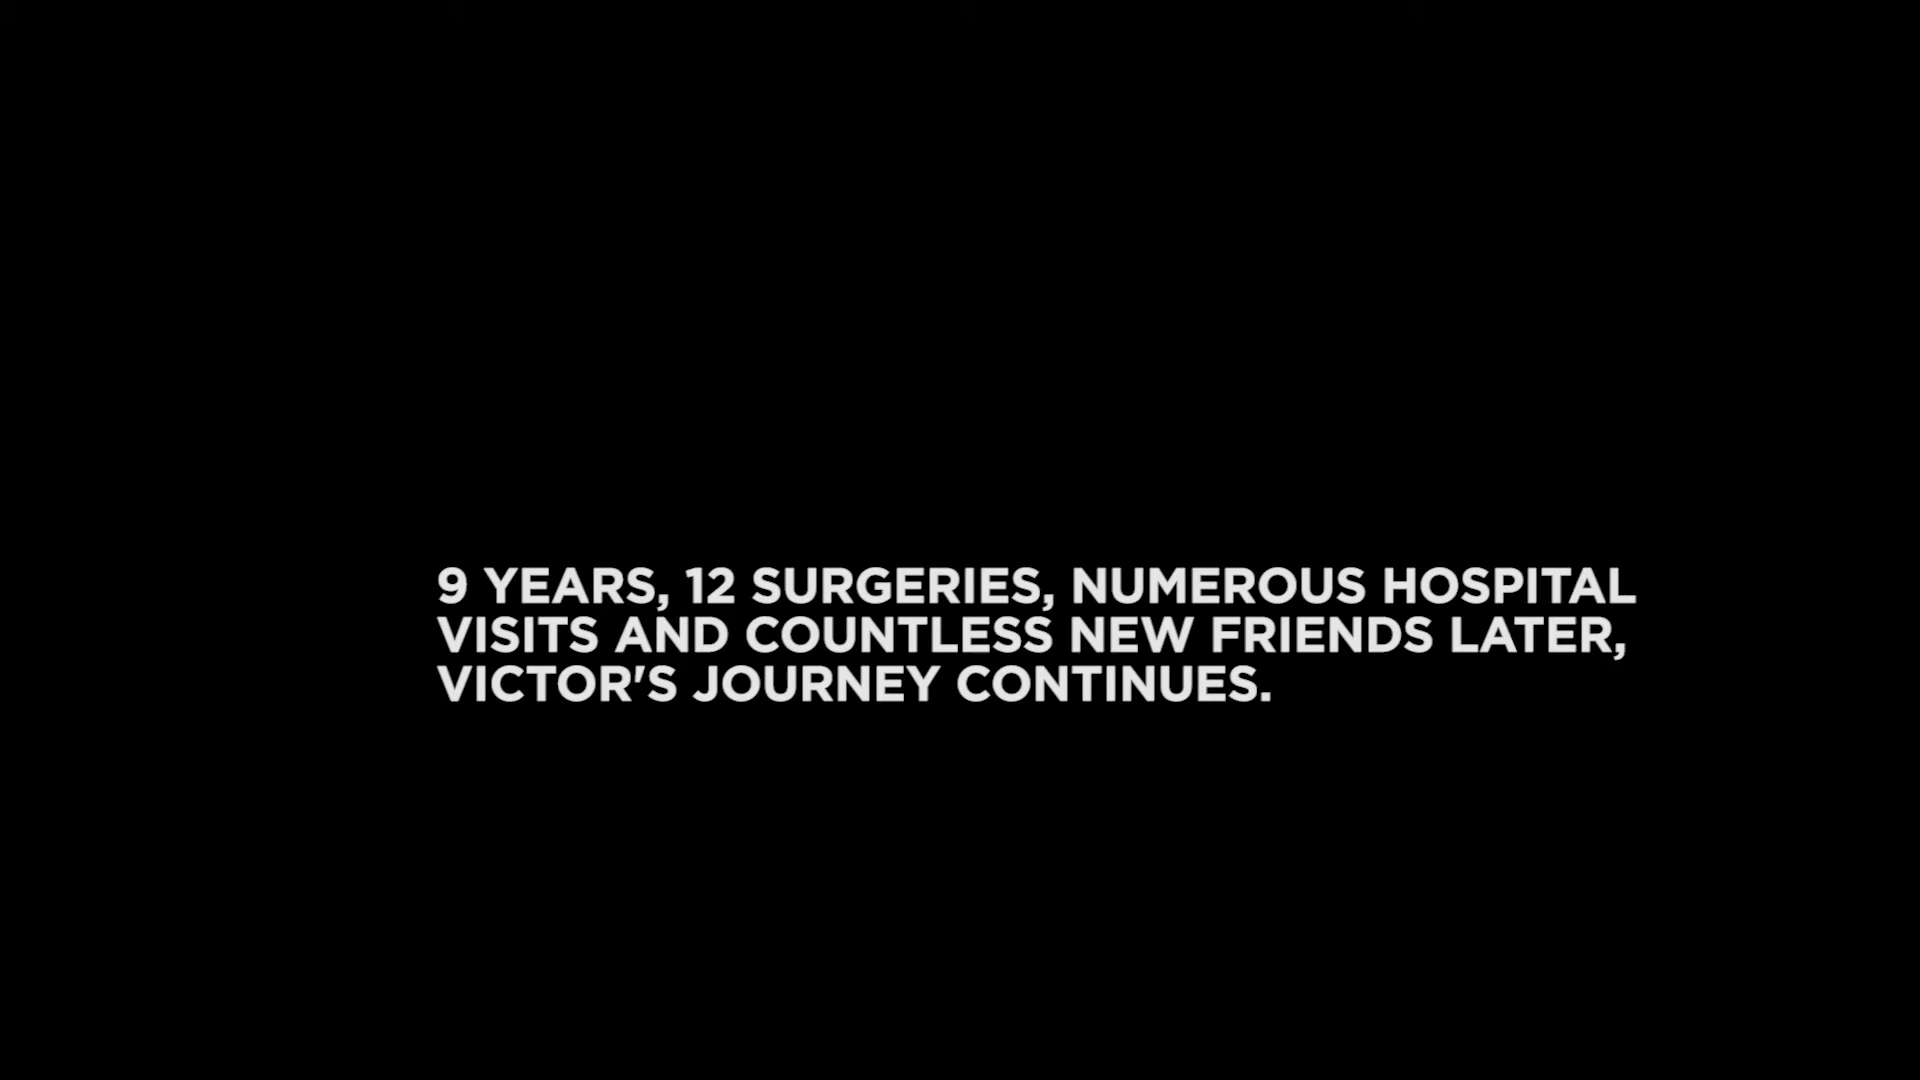 9 YEARS, 12 SURGERIES, NUMEROUS HOSPITAL
VISITS AND COUNTLESS NEW FRIENDS LATER,
VICTOR'S JOURNEY CONTINUES.